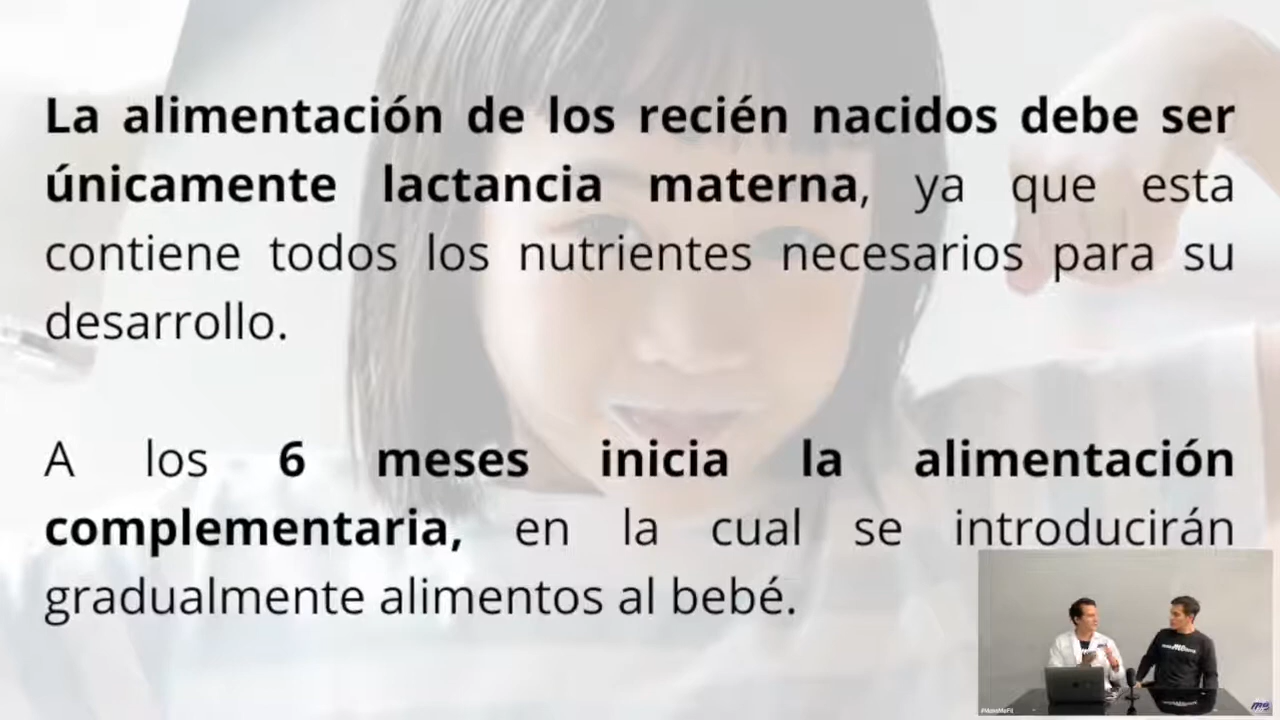 La alimentación de los recién nacidos debe ser
únicamente lactancia materna, ya que esta
contiene todos los nutrientes necesarios para su
desarrollo.
A los 6 meses inicia la alimentación
complementaria, en la cual se introducirán
gradualmente alimentos al bebé.
#MakeMeFit